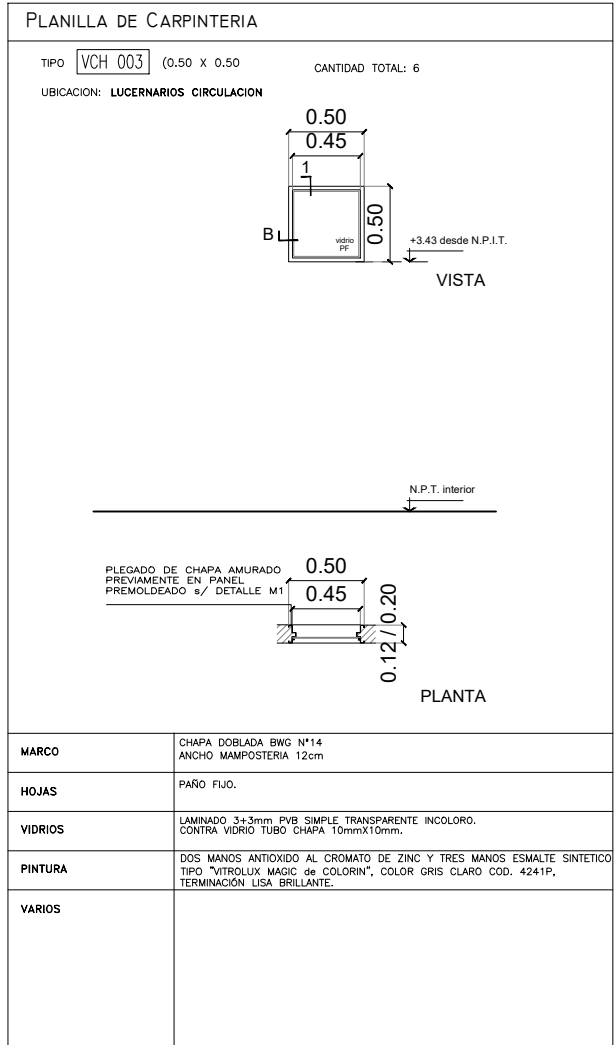 PLANILLA DE CARPINTERIA
TIPO VCH 003 (0.50 X 0.50
CANTIDAD TOTAL: 6
UBICACION: LUCERNARIOS CIRCULACION
0.50
0.45
1
B
vidrio
PF
0.50
+3.43 desde N.P.I.T.
VISTA
N.P.T. interior
PLEGADO DE CHAPA AMURADO
PREVIAMENTE EN PANEL
PREMOLDEADO s/ DETALLE M1
0.50
0.45
0.12 / 0.20
PLANTA
MARCO
CHAPA DOBLADA BWG N°14
ANCHO MAMPOSTERIA 12cm
HOJAS
PAÑO FIJO.
VIDRIOS
LAMINADO 3+3mm PVB SIMPLE TRANSPARENTE INCOLORO.
CONTRA VIDRIO TUBO CHAPA 10mmX10mm.
PINTURA
DOS MANOS ANTIOXIDO AL CROMATO DE ZINC Y TRES MANOS ESMALTE SINTETICO
TIPO "VITROLUX MAGIC de COLORIN", COLOR GRIS CLARO COD. 4241P,
TERMINACIÓN LISA BRILLANTE.
VARIOS